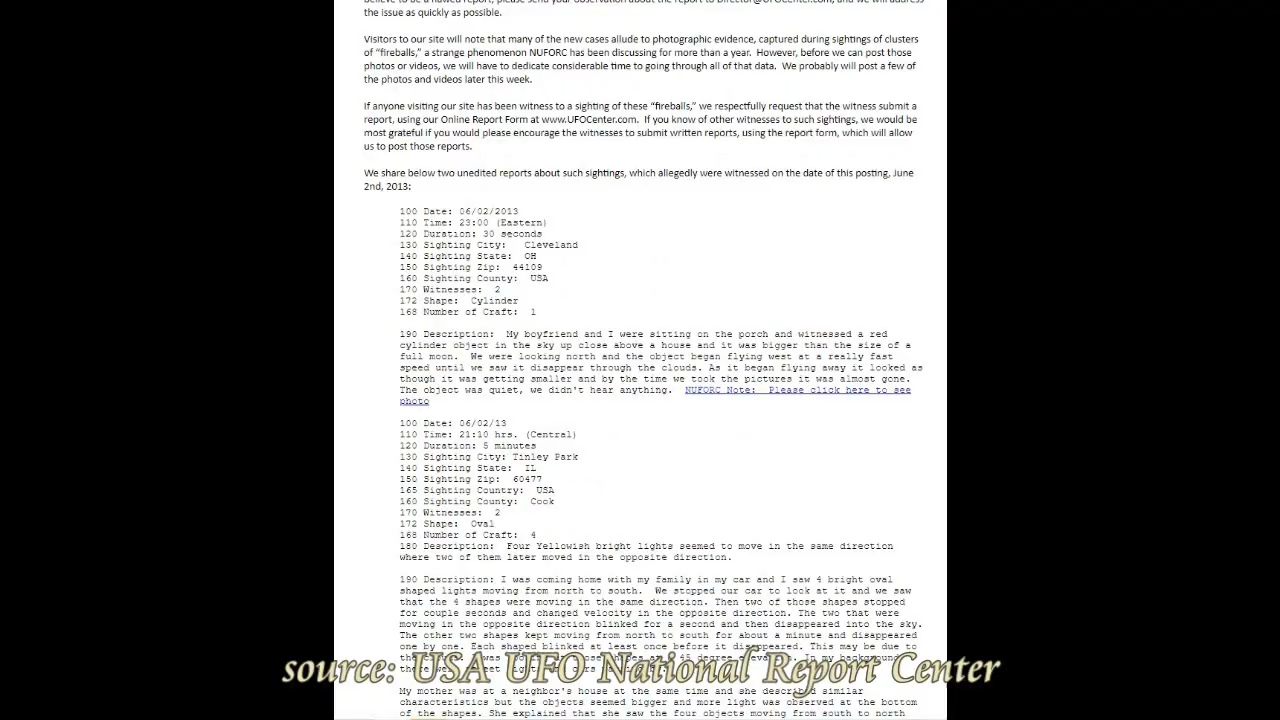 believe to be a flawed report, please send your observation about the report to Director@UFOCenter.com, and we will address
the issue as quickly as possible.
Visitors to our site will note that many of the new cases allude to photographic evidence, captured during sightings of clusters
of “fireballs,” a strange phenomenon NUFORC has been discussing for more than a year.  However, before we can post those
photos or videos, we will have to dedicate considerable time to going through all of that data.  We probably will post a few of
the photos and videos later this week.
If anyone visiting our site has been witness to a sighting of these “fireballs,” we respectfully request that the witness submit a
report, using our Online Report Form at www.UFOCenter.com.  If you know of other witnesses to such sightings, we would be
most grateful if you would please encourage the witnesses to submit written reports, using the report form, which will allow
us to post those reports.
We share below two unedited reports about such sightings, which allegedly were witnessed on the date of this posting, June
2nd, 2013:
100 Date: 06/02/2013
110 Time: 23:00 (Eastern)
120 Duration: 30 seconds
130 Sighting City:   Cleveland
140 Sighting State:  OH
150 Sighting Zip:  44109
160 Sighting County:  USA
170 Witnesses:  2
172 Shape:  Cylinder
168 Number of Craft:  1
190 Description:  My boyfriend and I were sitting on the porch and witnessed a red
cylinder object in the sky up close above a house and it was bigger than the size of a
full moon.  We were looking north and the object began flying west at a really fast
speed until we saw it disappear through the clouds. As it began flying away it looked as
though it was getting smaller and by the time we took the pictures it was almost gone.
The object was quiet, we didn't hear anything.  NUFORC Note:  Please click here to see
photo
100 Date: 06/02/13
110 Time: 21:10 hrs. (Central)
120 Duration: 5 minutes
130 Sighting City: Tinley Park
140 Sighting State:  IL
150 Sighting Zip:  60477
165 Sighting Country:  USA
160 Sighting County:  Cook
170 Witnesses:  2
172 Shape:  Oval
168 Number of Craft:  4
180 Description:  Four Yellowish bright lights seemed to move in the same direction
where two of them later moved in the opposite direction.
190 Description: I was coming home with my family in my car and I saw 4 bright oval
shaped lights moving from north to south.  We stopped our car to look at it and we saw
that the 4 shapes were moving in the same direction. Then two of those shapes stopped
for couple seconds and changed velocity in the opposite direction. The two that were
moving in the opposite direction blinked for a second and then disappeared into the sky.
The other two shapes kept moving from north to south for about a minute and disappeared
one by one. Each shaped blinked at least once before it disappeared. This may be due to
source: USA UFO National Report Center
My mother was at a neighbor's house at the same time and she described similar
characteristics but the objects seemed bigger and more light was observed at the bottom
of the shapes. She explained that she saw the four objects moving from south to north